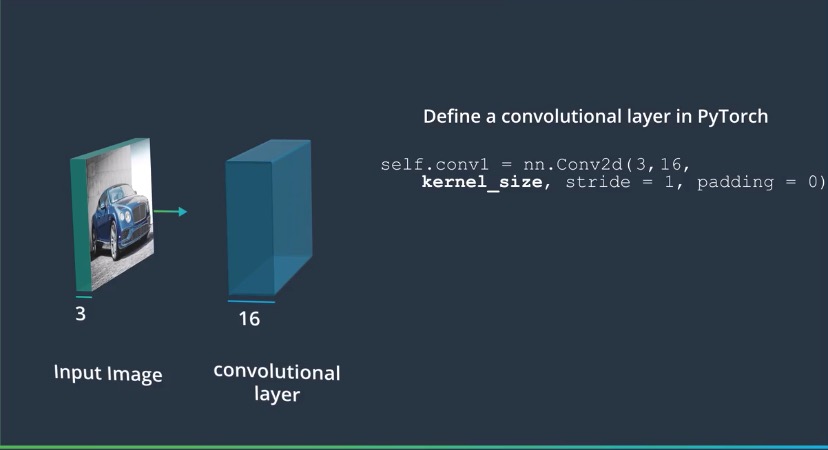 Define a convolutional layer in PyTorch
self.conv1 = nn.Conv2d(3,16,
kernel_size, stride = 1, padding = 0)
3
16
Input Image
convolutional
layer